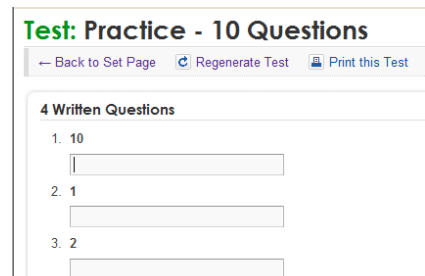 Test: Practice - 10 Questions
← Back to Set Page Regenerate Test Print this Test
4 Written Questions
1. 10
2. 1
3. 2